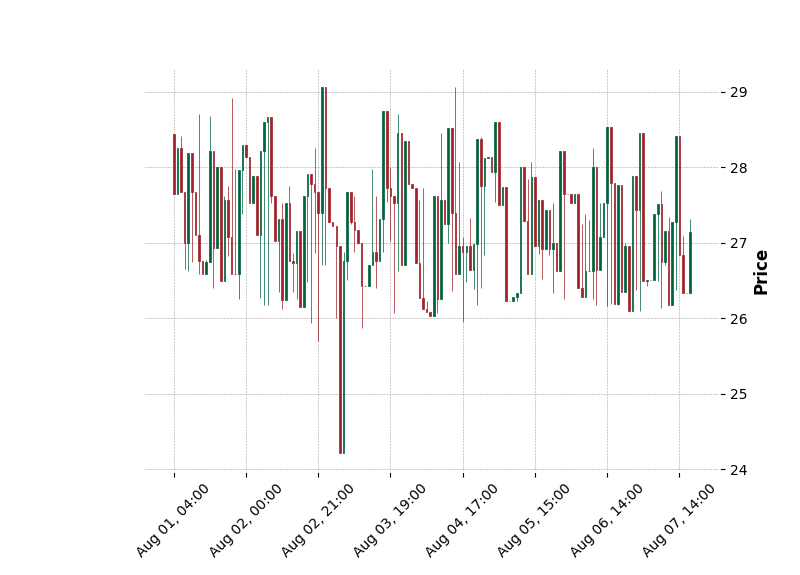 29
28
27
26
25
24
Price
Aug 01, 04:00
Aug 02, 00:00
Aug 02, 21:00
Aug 03, 19:00
Aug 04, 17:00
Aug 05, 15:00
Aug 06, 14:00
Aug 07, 14:00